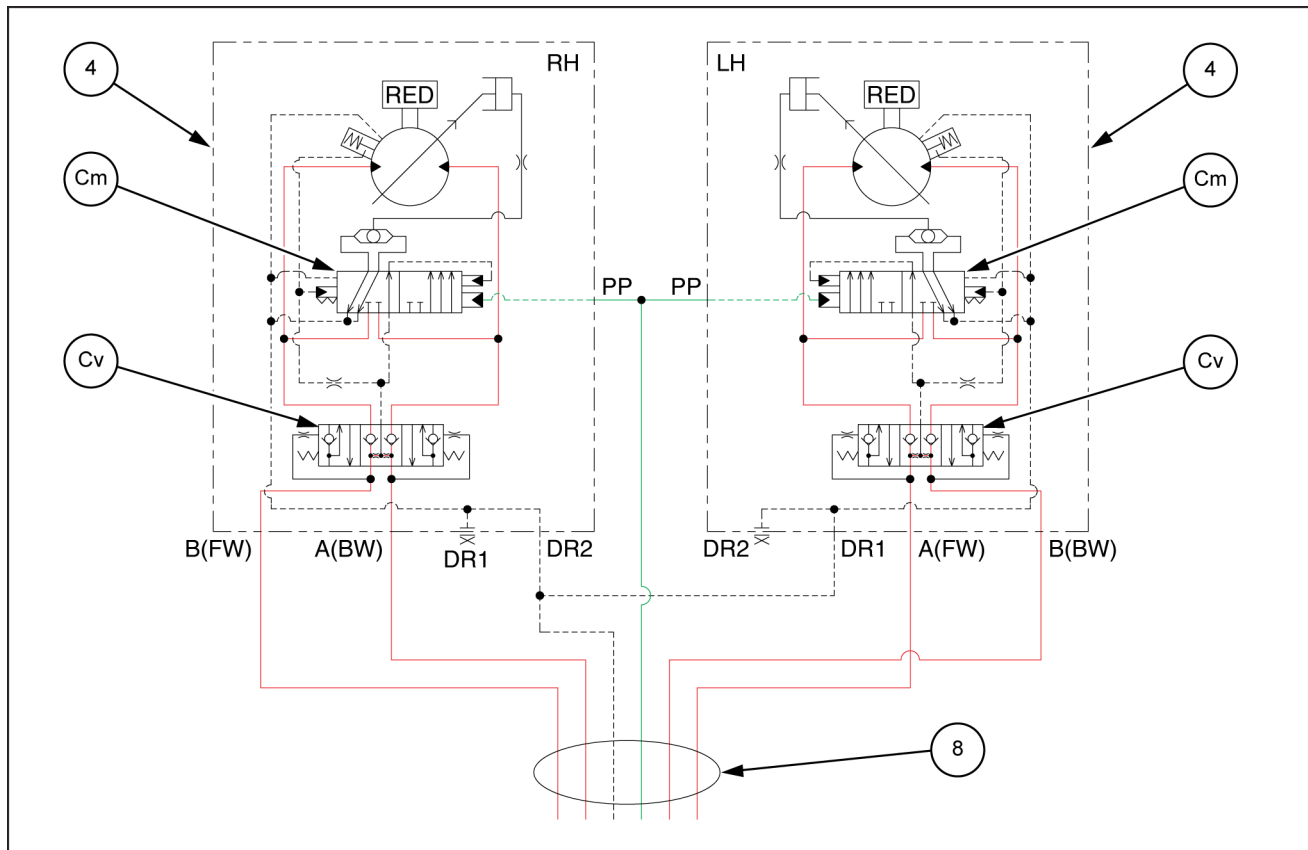 4
RH
LH
4
RED
RED
Cm
Cm
PP
PP
Cv
Cv
B(FW)
A(BW)
DR1
DR2
DR2
DR1
A(FW)
B(BW)
8